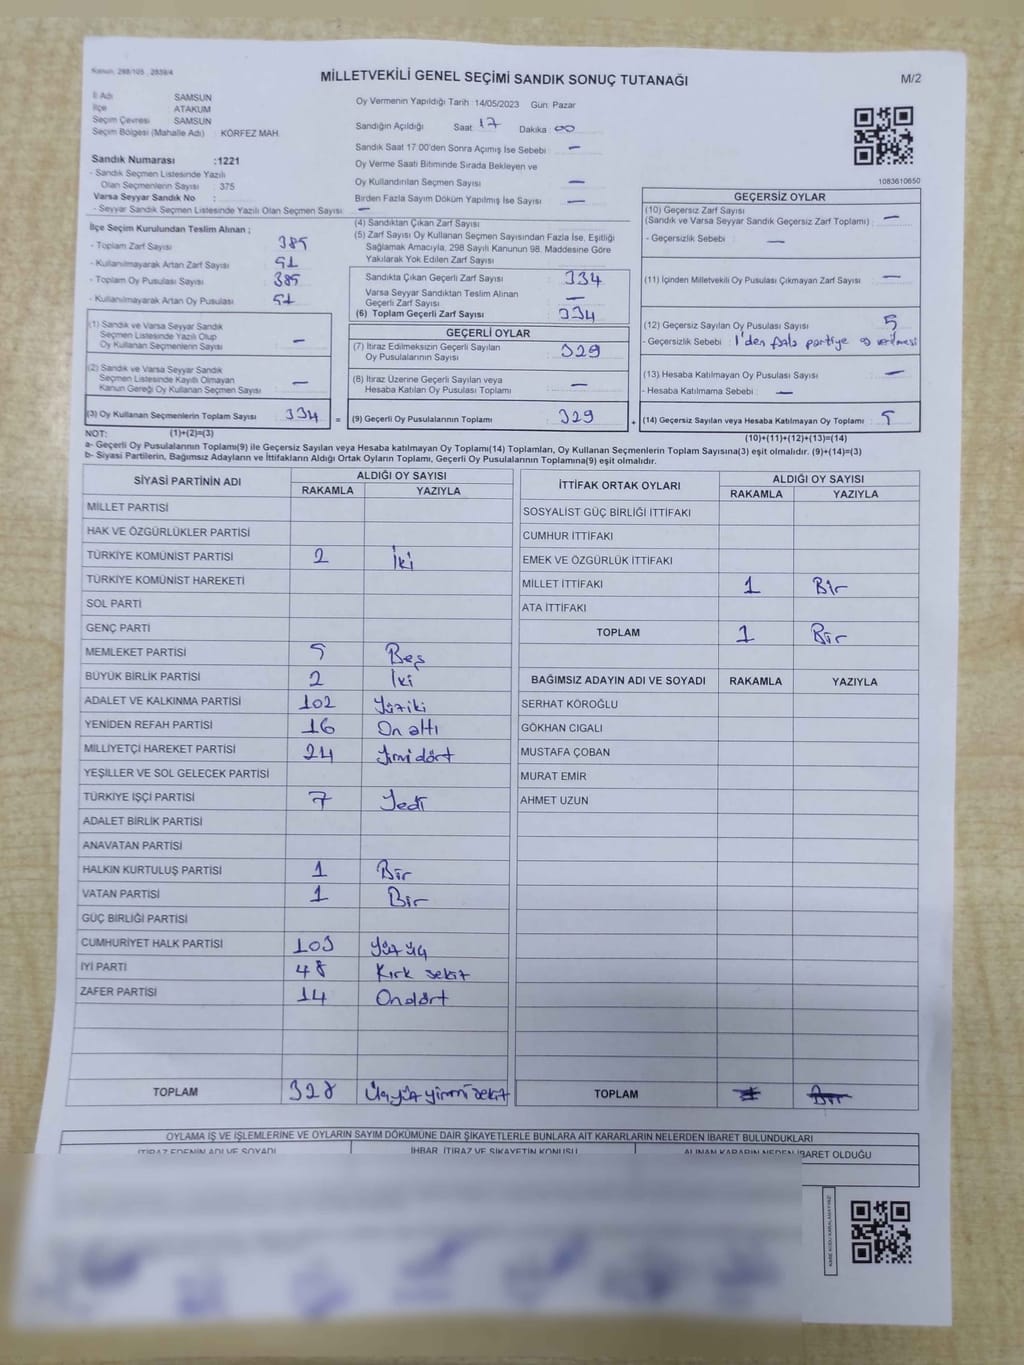 Kanun: 298/105 , 2839/4
MİLLETVEKİLİ GENEL SEÇİMİ SANDIK SONUÇ TUTANAĞI
M/2
İl Adı SAMSUN
İlçe ATAKUM
Seçim Çevresi SAMSUN
Seçim Bölgesi (Mahalle Adı) : KÖRFEZ MAH.
Oy Vermenin Yapıldığı Tarih : 14/05/2023 Gün: Pazar
Sandığın Açıldığı Saat 17 Dakika 00
Sandık Saat 17.00'den Sonra Açımış İse Sebebi : —
Oy Verme Saati Bitiminde Sırada Bekleyen ve
Oy Kullandırılan Seçmen Sayısı —
Birden Fazla Sayım Döküm Yapılmış İse Sayısı —
Sandık Numarası :1221
- Sandık Seçmen Listesinde Yazılı
Olan Seçmenlerin Sayısı : 375
Varsa Seyyar Sandık No :
- Seyyar Sandık Seçmen Listesinde Yazılı Olan Seçmen Sayısı : —
İlçe Seçim Kurulundan Teslim Alınan ;
- Toplam Zarf Sayısı 385
- Kullanılmayarak Artan Zarf Sayısı 51
- Toplam Oy Pusulası Sayısı 385
- Kullanılmayarak Artan Oy Pusulası 51
(4) Sandıktan Çıkan Zarf Sayısı
(5) Zarf Sayısı Oy Kullanan Seçmen Sayısından Fazla İse, Eşitliği
Sağlamak Amacıyla, 298 Sayılı Kanunun 98. Maddesine Göre
Yakılarak Yok Edilen Zarf Sayısı
Sandıkta Çıkan Geçerli Zarf Sayısı 334
Varsa Seyyar Sandıktan Teslim Alınan
Geçerli Zarf Sayısı —
(6) Toplam Geçerli Zarf Sayısı 334
1083610650
GEÇERSİZ OYLAR
(10) Geçersiz Zarf Sayısı
(Sandık ve Varsa Seyyar Sandık Geçersiz Zarf Toplamı) : —
- Geçersizlik Sebebi : —
(11) İçinden Milletvekili Oy Pusulası Çıkmayan Zarf Sayısı —
(12) Geçersiz Sayılan Oy Pusulası Sayısı 5
- Geçersizlik Sebebi : 1'den fazla partiye oy verilmesi
(13) Hesaba Katılmayan Oy Pusulası Sayısı —
- Hesaba Katılmama Sebebi : —
(14) Geçersiz Sayılan veya Hesaba Katılmayan Oy Toplamı 5
(10)+(11)+(12)+(13)=(14)
(1) Sandık ve Varsa Seyyar Sandık
Seçmen Listesinde Yazılı Olup
Oy Kullanan Seçmenlerin Sayısı —
(2) Sandık ve Varsa Seyyar Sandık
Seçmen Listesinde Kayıtlı Olmayan
Kanun Gereği Oy Kullanan Seçmen Sayısı —
(3) Oy Kullanan Seçmenlerin Toplam Sayısı 334 =
GEÇERLİ OYLAR
(7) İtiraz Edilmeksizin Geçerli Sayılan
Oy Pusulalarının Sayısı 329
(8) İtiraz Üzerine Geçerli Sayılan veya
Hesaba Katılan Oy Pusulası Toplamı —
(9) Geçerli Oy Pusulalarının Toplamı 329 +
NOT: (1)+(2)=(3)
a- Geçerli Oy Pusulalarının Toplamı(9) ile Geçersiz Sayılan veya Hesaba katılmayan Oy Toplamı(14) Toplamları, Oy Kullanan Seçmenlerin Toplam Sayısına(3) eşit olmalıdır. (9)+(14)=(3)
b- Siyasi Partilerin, Bağımsız Adayların ve İttifakların Aldığı Ortak Oyların Toplamı, Geçerli Oy Pusulalarının Toplamına(9) eşit olmalıdır.
SİYASİ PARTİNİN ADI ALDIĞI OY SAYISI
RAKAMLA YAZIYLA
MİLLET PARTİSİ
HAK VE ÖZGÜRLÜKLER PARTİSİ
TÜRKİYE KOMÜNİST PARTİSİ 2 İki
TÜRKİYE KOMÜNİST HAREKETİ
SOL PARTİ
GENÇ PARTİ
MEMLEKET PARTİSİ 5 Beş
BÜYÜK BİRLİK PARTİSİ 2 İki
ADALET VE KALKINMA PARTİSİ 102 Yüziki
YENİDEN REFAH PARTİSİ 16 On altı
MİLLİYETÇİ HAREKET PARTİSİ 24 Yirmi dört
YEŞİLLER VE SOL GELECEK PARTİSİ
TÜRKİYE İŞÇİ PARTİSİ 7 Yedi
ADALET BİRLİK PARTİSİ
ANAVATAN PARTİSİ
HALKIN KURTULUŞ PARTİSİ 1 Bir
VATAN PARTİSİ 1 Bir
GÜÇ BİRLİĞİ PARTİSİ
CUMHURİYET HALK PARTİSİ 103 Yüz üç
İYİ PARTİ 48 Kırk sekiz
ZAFER PARTİSİ 14 Ondört
TOPLAM 328 Üçyüz yirmi sekiz
İTTİFAK ORTAK OYLARI ALDIĞI OY SAYISI
RAKAMLA YAZIYLA
SOSYALİST GÜÇ BİRLİĞİ İTTİFAKI
CUMHUR İTTİFAKI
EMEK VE ÖZGÜRLÜK İTTİFAKI
MİLLET İTTİFAKI 1 Bir
ATA İTTİFAKI
TOPLAM 1 Bir
BAĞIMSIZ ADAYIN ADI VE SOYADI RAKAMLA YAZIYLA
SERHAT KÖROĞLU
GÖKHAN CIGALI
MUSTAFA ÇOBAN
MURAT EMİR
AHMET UZUN
TOPLAM
OYLAMA İŞ VE İŞLEMLERİNE VE OYLARIN SAYIM DÖKÜMÜNE DAİR ŞİKAYETLERLE BUNLARA AİT KARARLARIN NELERDEN İBARET BULUNDUKLARI
İTİRAZ EDENİN ADI VE SOYADI İHBAR, İTİRAZ VE ŞİKAYETİN KONUSU ALINAN KARARIN NEDEN İBARET OLDUĞU